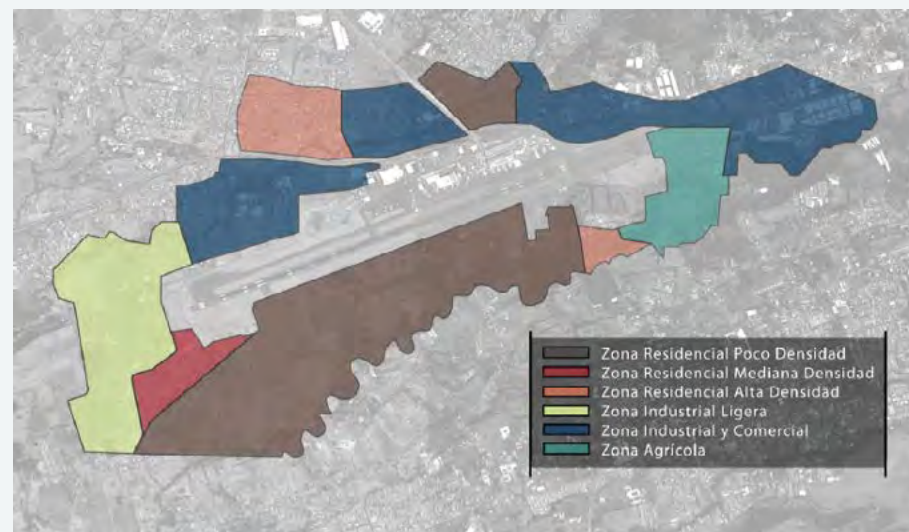 Zona Residencial Poco Densidad
Zona Residencial Mediana Densidad
Zona Residencial Alta Densidad
Zona Industrial Ligera
Zona Industrial y Comercial
Zona Agrícola